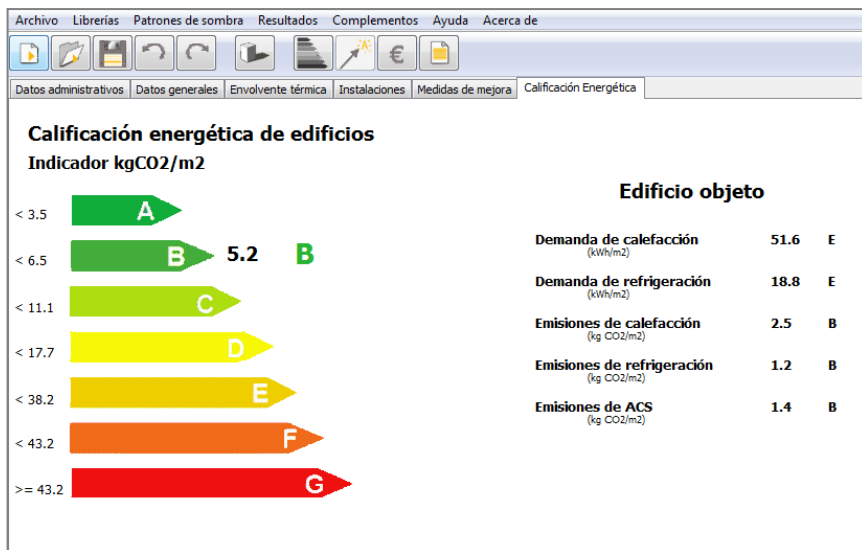 Archivo Librerías Patrones de sombra Resultados Complementos Ayuda Acerca de
€
Datos administrativos Datos generales Envolvente térmica Instalaciones Medidas de mejora Calificación Energética
Calificación energética de edificios
Indicador kgCO2/m2
< 3.5 A
< 6.5 B 5.2 B
< 11.1 C
< 17.7 D
< 38.2 E
< 43.2 F
>= 43.2 G
Edificio objeto
Demanda de calefacción 51.6 E
(kWh/m2)
Demanda de refrigeración 18.8 E
(kWh/m2)
Emisiones de calefacción 2.5 B
(kg CO2/m2)
Emisiones de refrigeración 1.2 B
(kg CO2/m2)
Emisiones de ACS 1.4 B
(kg CO2/m2)